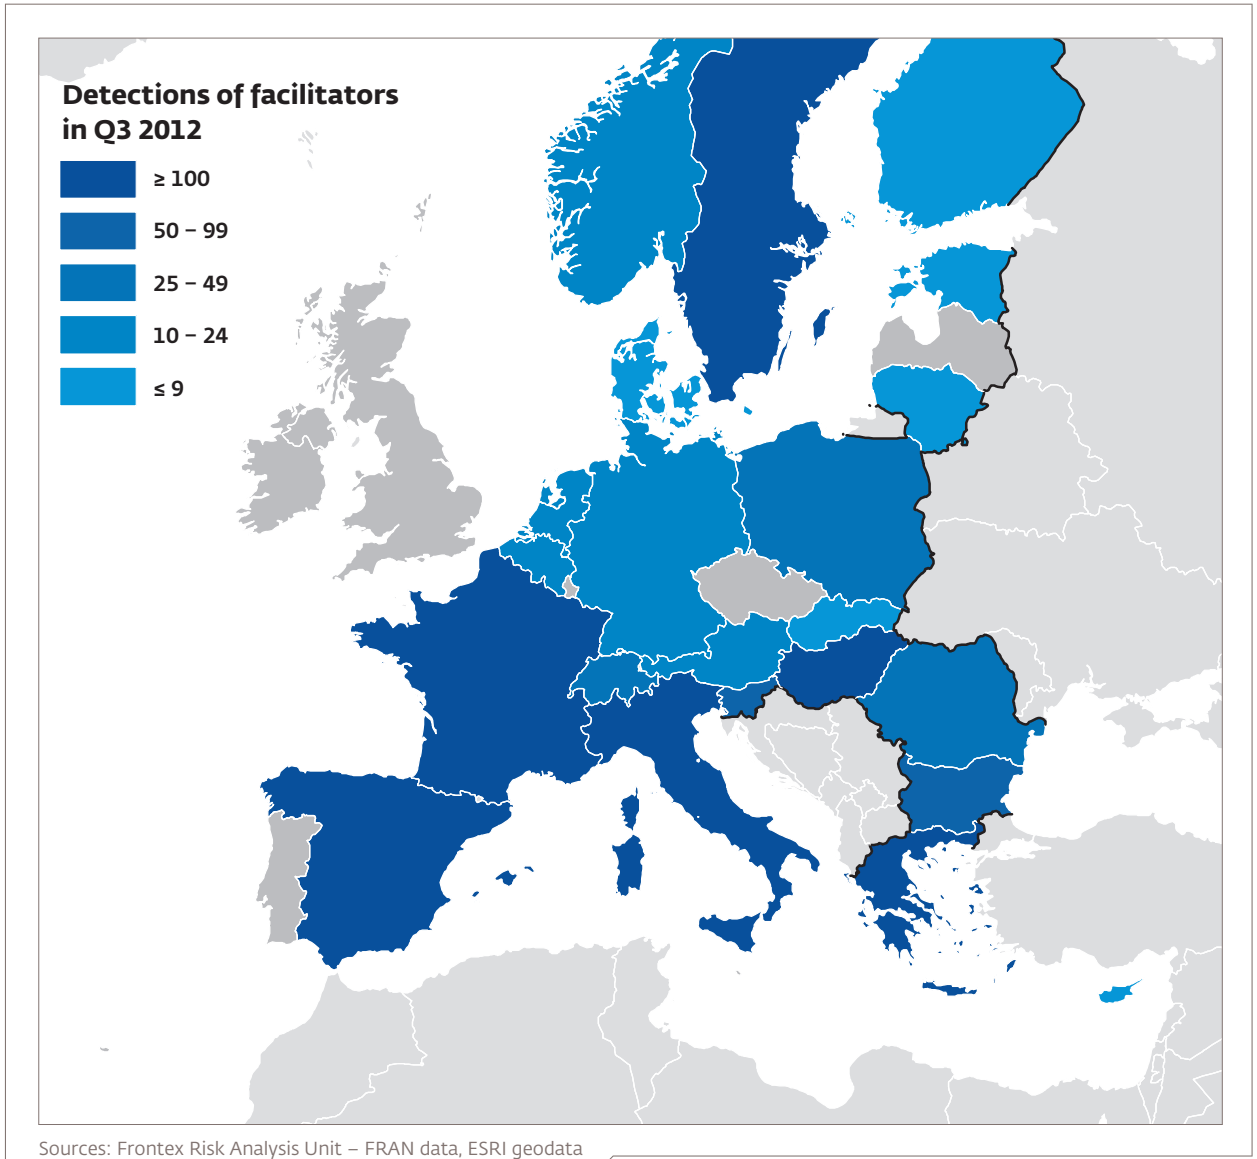 Detections of facilitators
in Q3 2012
≥ 100
50 – 99
25 – 49
10 – 24
≤ 9
Sources: Frontex Risk Analysis Unit – FRAN data, ESRI geodata